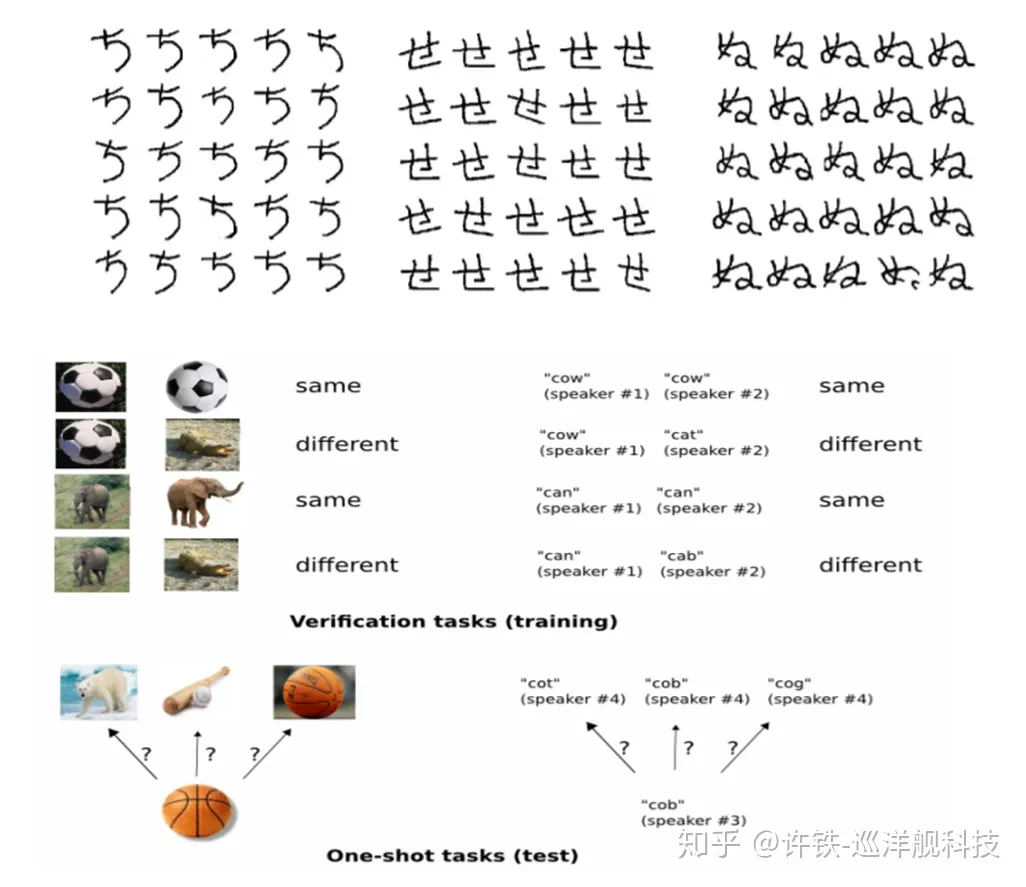 ち ち ち ち ち せ せ せ せ せ ぬ ぬ ぬ ぬ ぬ
ち ち ち ち ち せ せ せ せ せ ぬ ぬ ぬ ぬ ぬ
ち ち ち ち ち せ せ せ せ せ ぬ ぬ ぬ ぬ ぬ
ち ち ち ち ち せ せ せ せ せ ぬ ぬ ぬ ぬ ぬ
ち ち ち ち ち せ せ せ せ せ ぬ ぬ ぬ ぬ ぬ
same "cow" "cow" same
(speaker #1) (speaker #2)
different "cow" "cat" different
(speaker #1) (speaker #2)
same "can" "can" same
(speaker #1) (speaker #2)
different "can" "cab" different
(speaker #1) (speaker #2)
Verification tasks (training)
"cot" "cob" "cog"
(speaker #4) (speaker #4) (speaker #4)
? ? ? ? ? ?
"cob"
(speaker #3)
知乎 @许铁-巡洋舰科技
One-shot tasks (test)